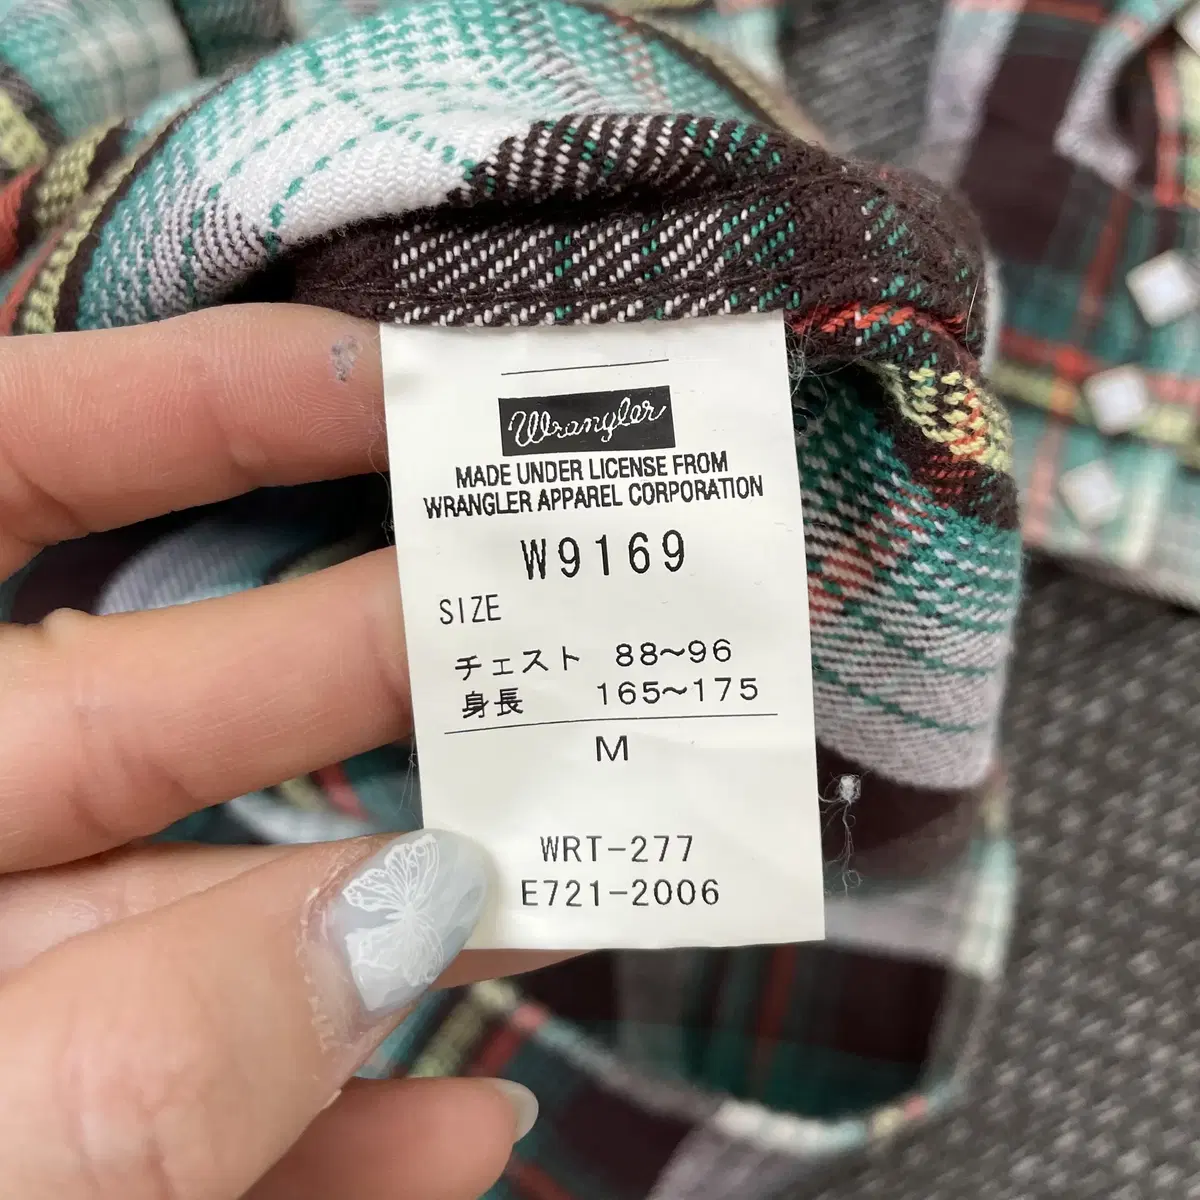 Wrangler
MADE UNDER LICENSE FROM
WRANGLER APPAREL CORPORATION
W9169
SIZE
チェスト 88~96
身長 165~175
M
WRT-277
E721-2006